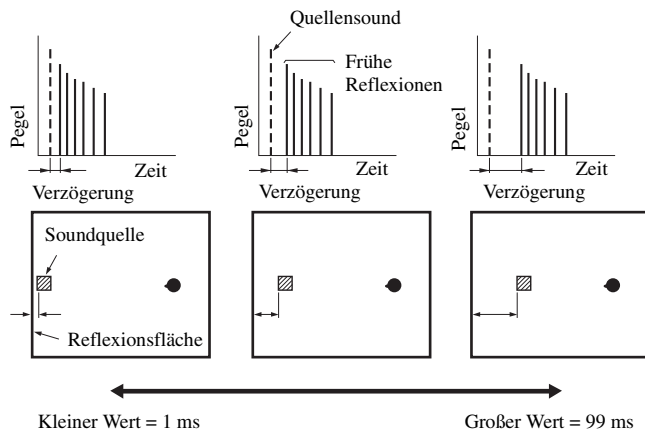 Quellensound
Frühe
Reflexionen
Pegel
Zeit
Verzögerung
Pegel
Zeit
Verzögerung
Pegel
Zeit
Verzögerung
Soundquelle
Reflexionsfläche
Kleiner Wert = 1 ms
Großer Wert = 99 ms